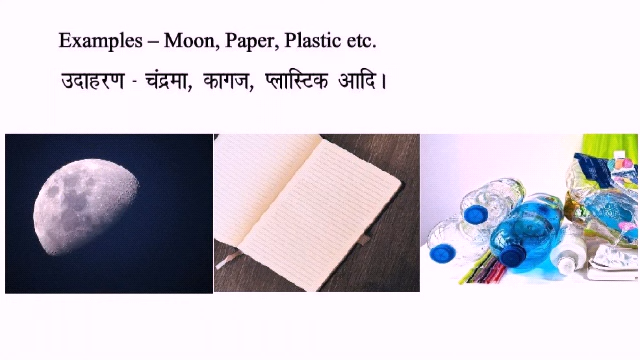 Examples – Moon, Paper, Plastic etc.
उदाहरण - चंद्रमा, कागज, प्लास्टिक आदि।